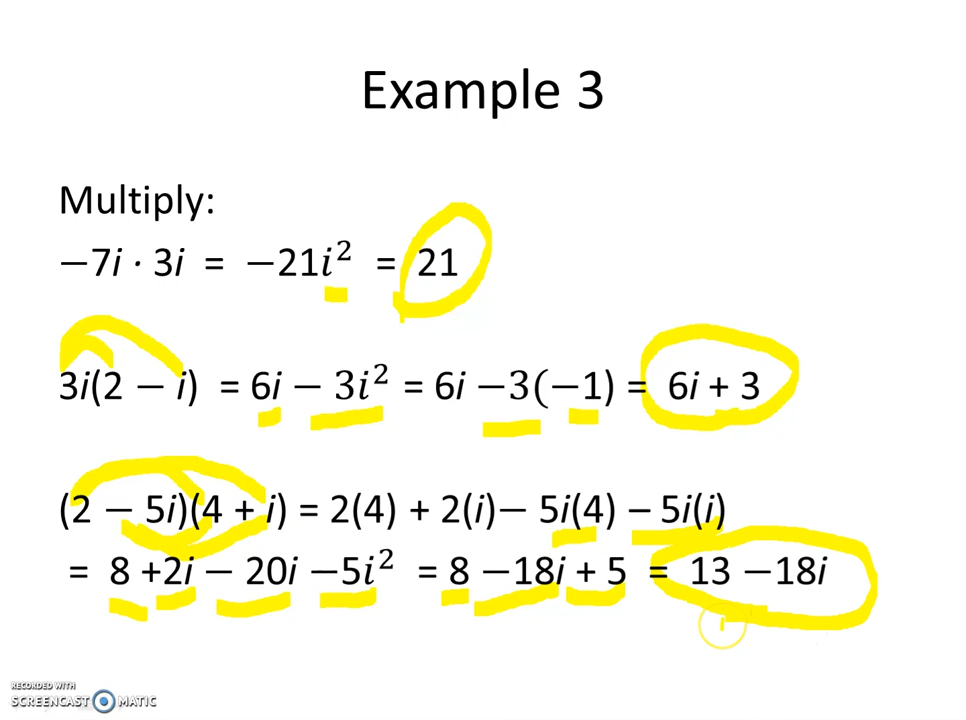 Example 3
Multiply:
−7i · 3i = −21i² = 21
3i(2 − i) = 6i − 3i² = 6i −3(−1) = 6i + 3
(2 − 5i)(4 + i) = 2(4) + 2(i)− 5i(4) – 5i(i)
= 8 +2i − 20i −5i² = 8 −18i + 5 = 13 −18i
RECORDED WITH
SCREENCAST MATIC